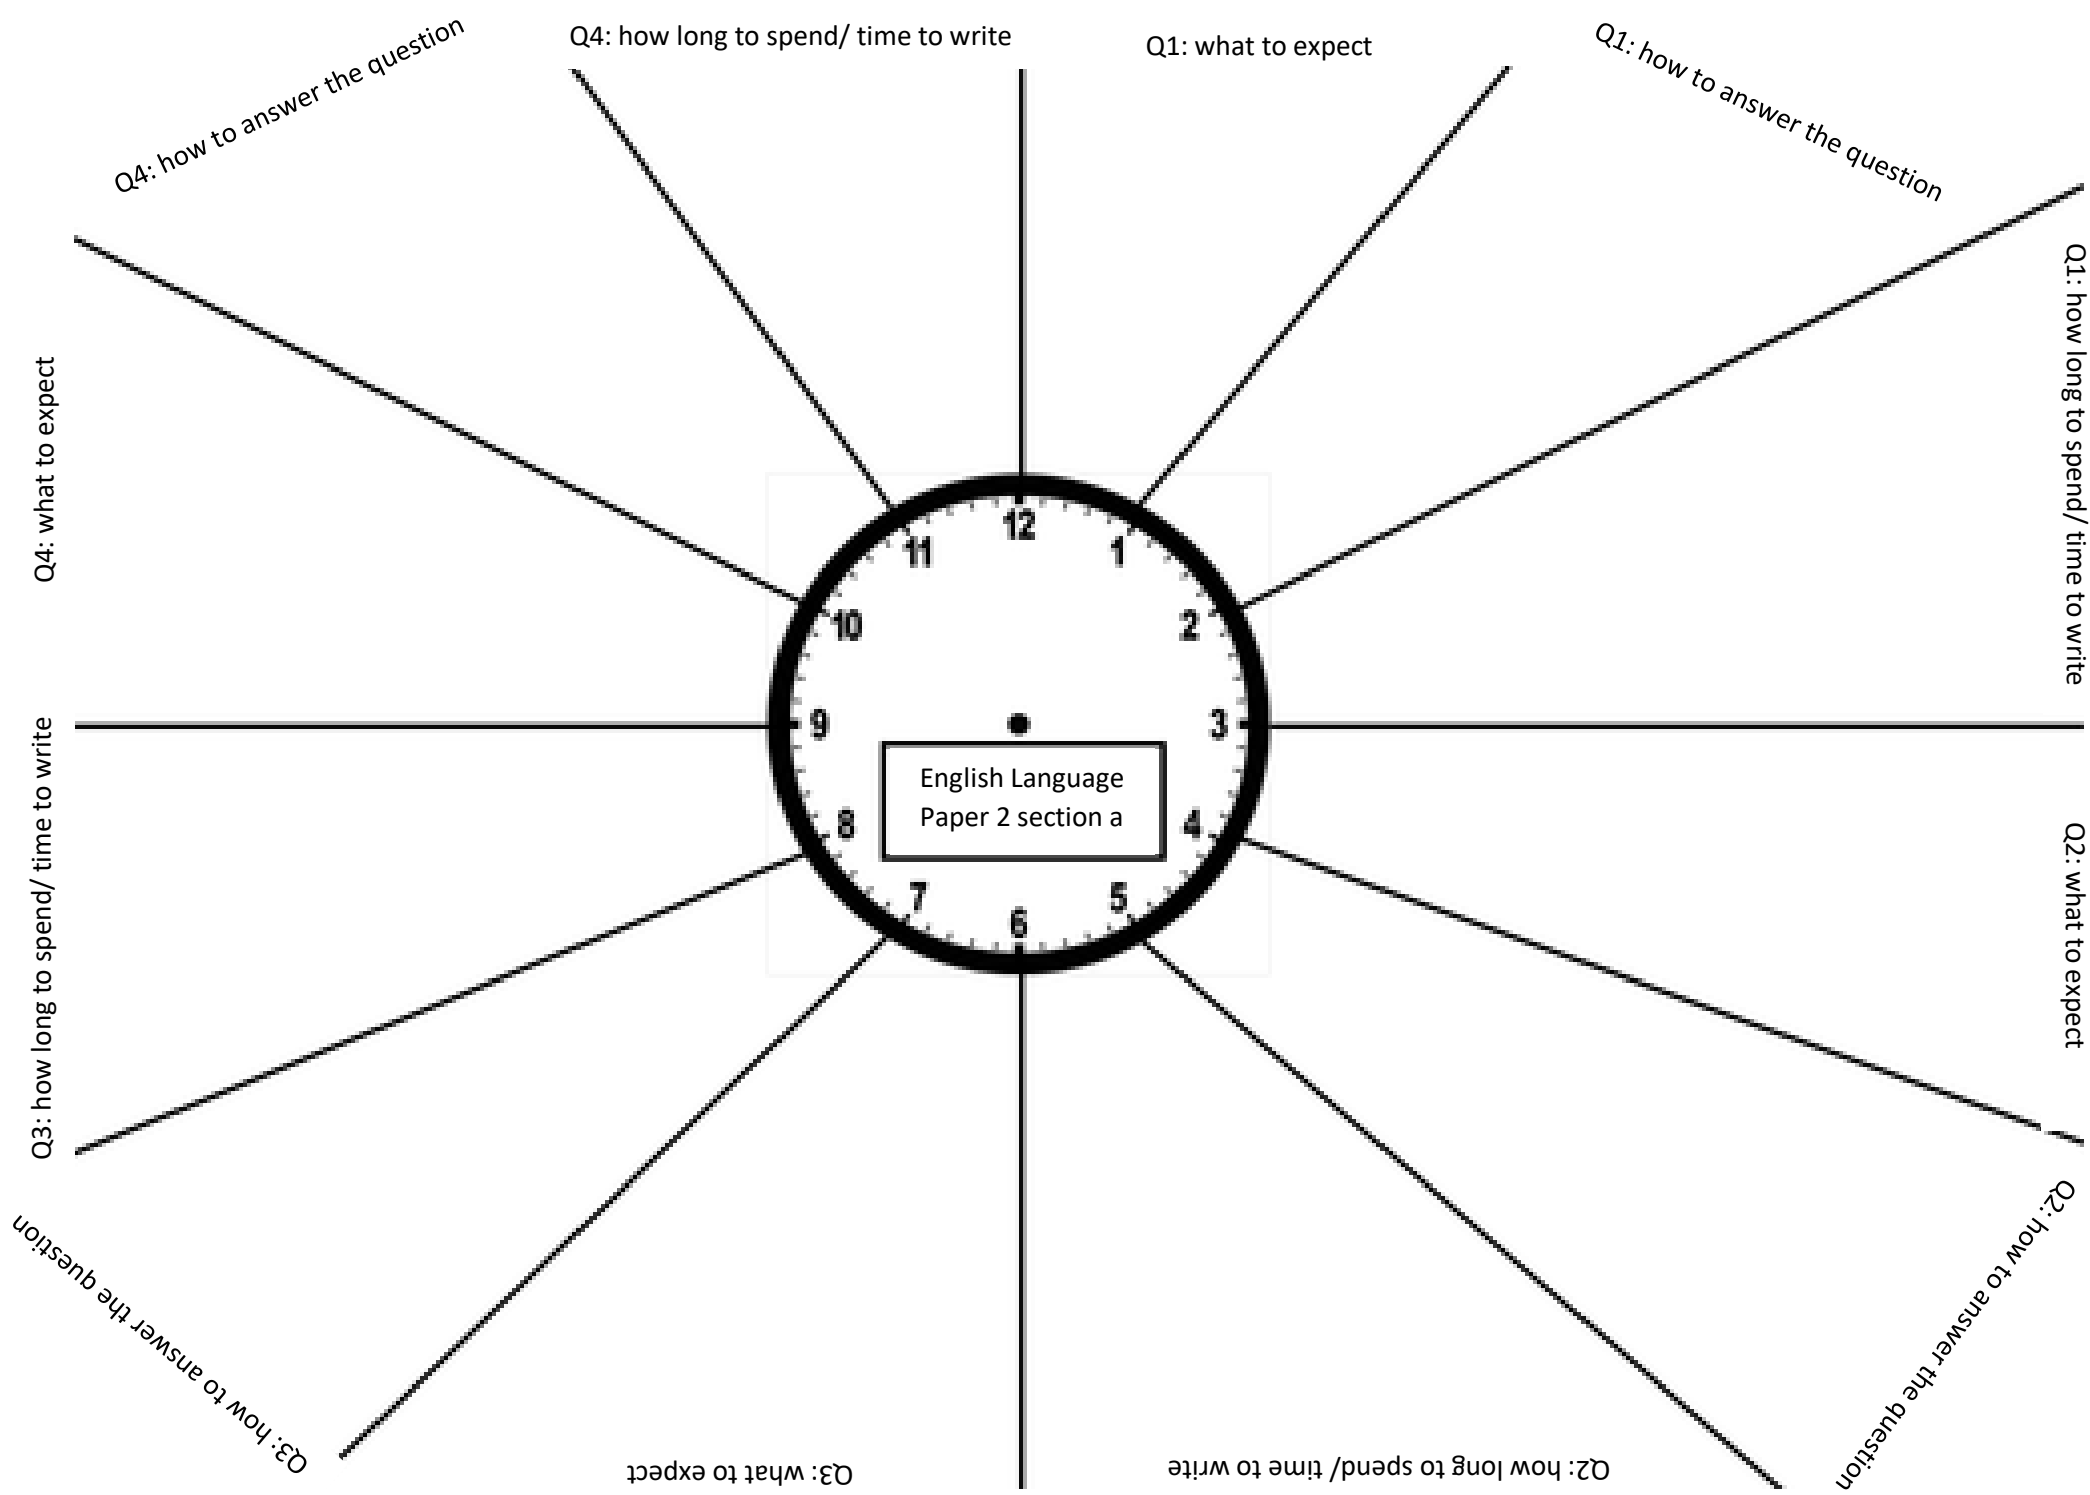 Q4: how long to spend/ time to write
Q1: what to expect
Q1: how to answer the question
Q1: how long to spend/ time to write
Q2: what to expect
Q2: how to answer the question
Q2: how long to spend/ time to write
Q3: what to expect
Q3: how to answer the question
Q3: how long to spend/ time to write
Q4: what to expect
Q4: how to answer the question
12
1
2
3
4
5
6
7
8
9
10
11
English Language
Paper 2 section a